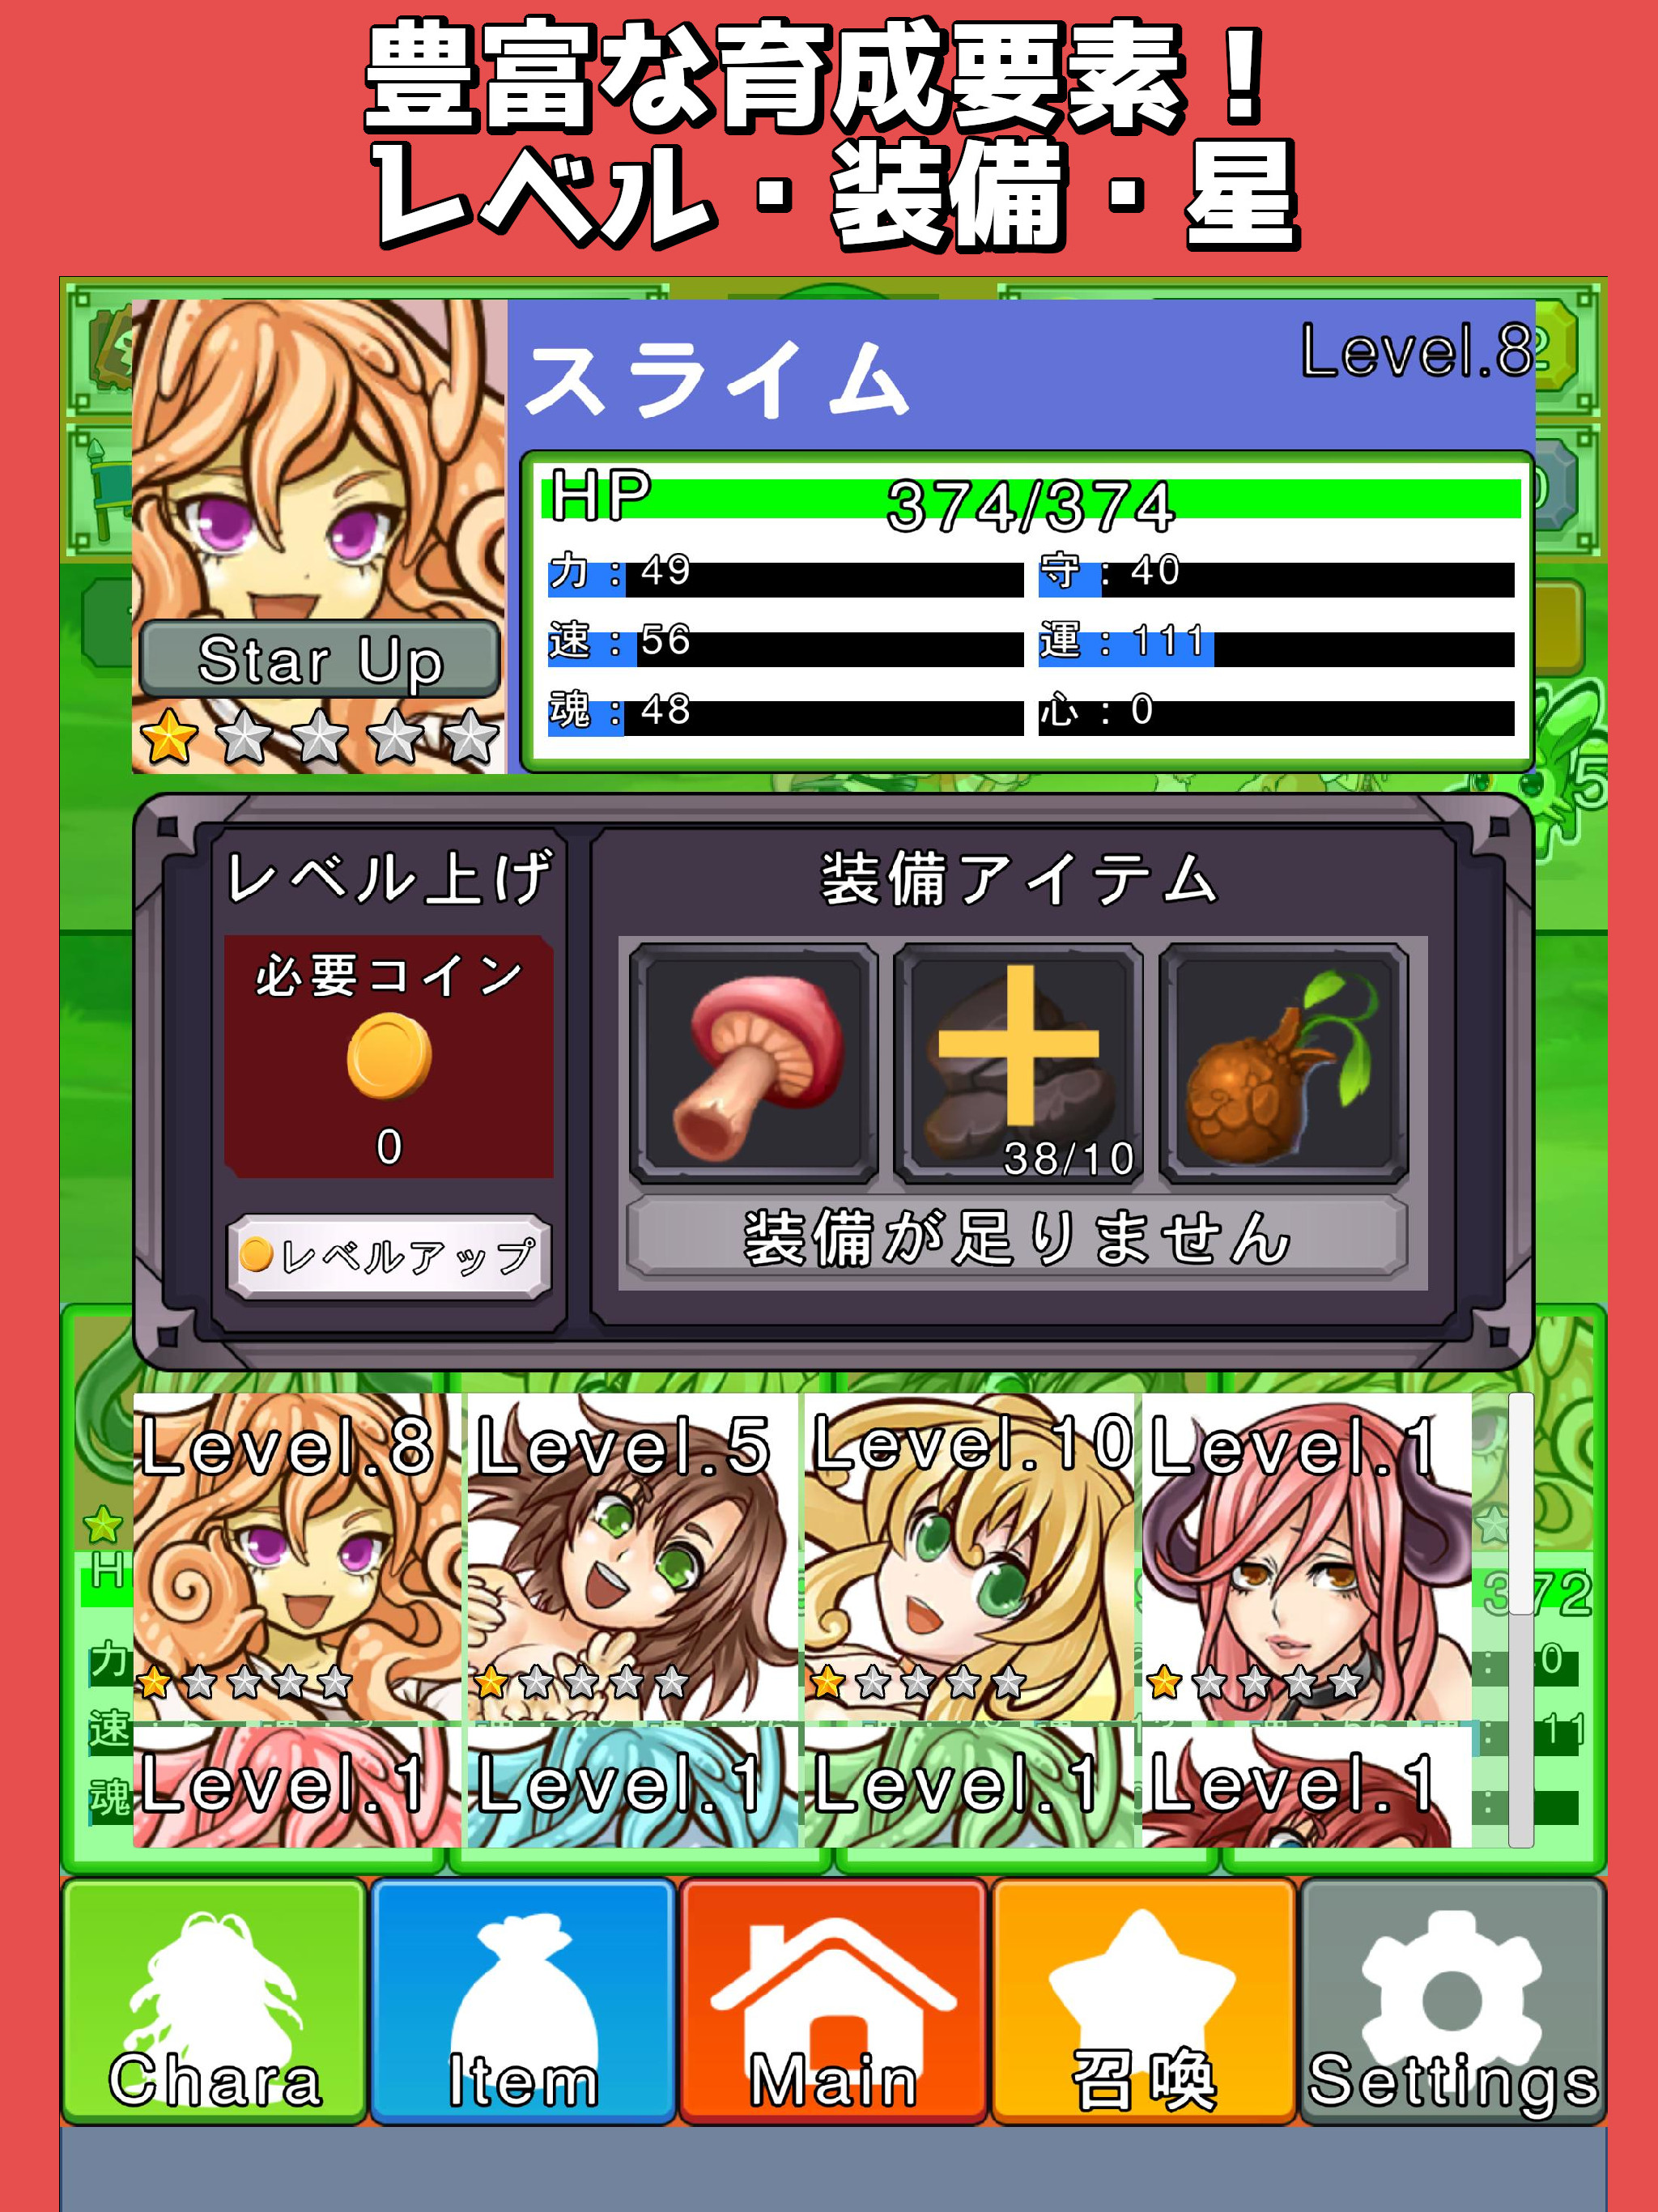 豊富な育成要素！
レベル・装備・星
スライム
Level.8
HP 374/374
力：49 守：40
速：56 運：111
魂：48 心：0
Star Up
レベル上げ
装備アイテム
必要コイン
0
38/10
レベルアップ
装備が足りません
Level.8 Level.5 Level.10 Level.1
Level.1 Level.1 Level.1 Level.1
力
速
魂
Chara Item Main 召喚 Settings